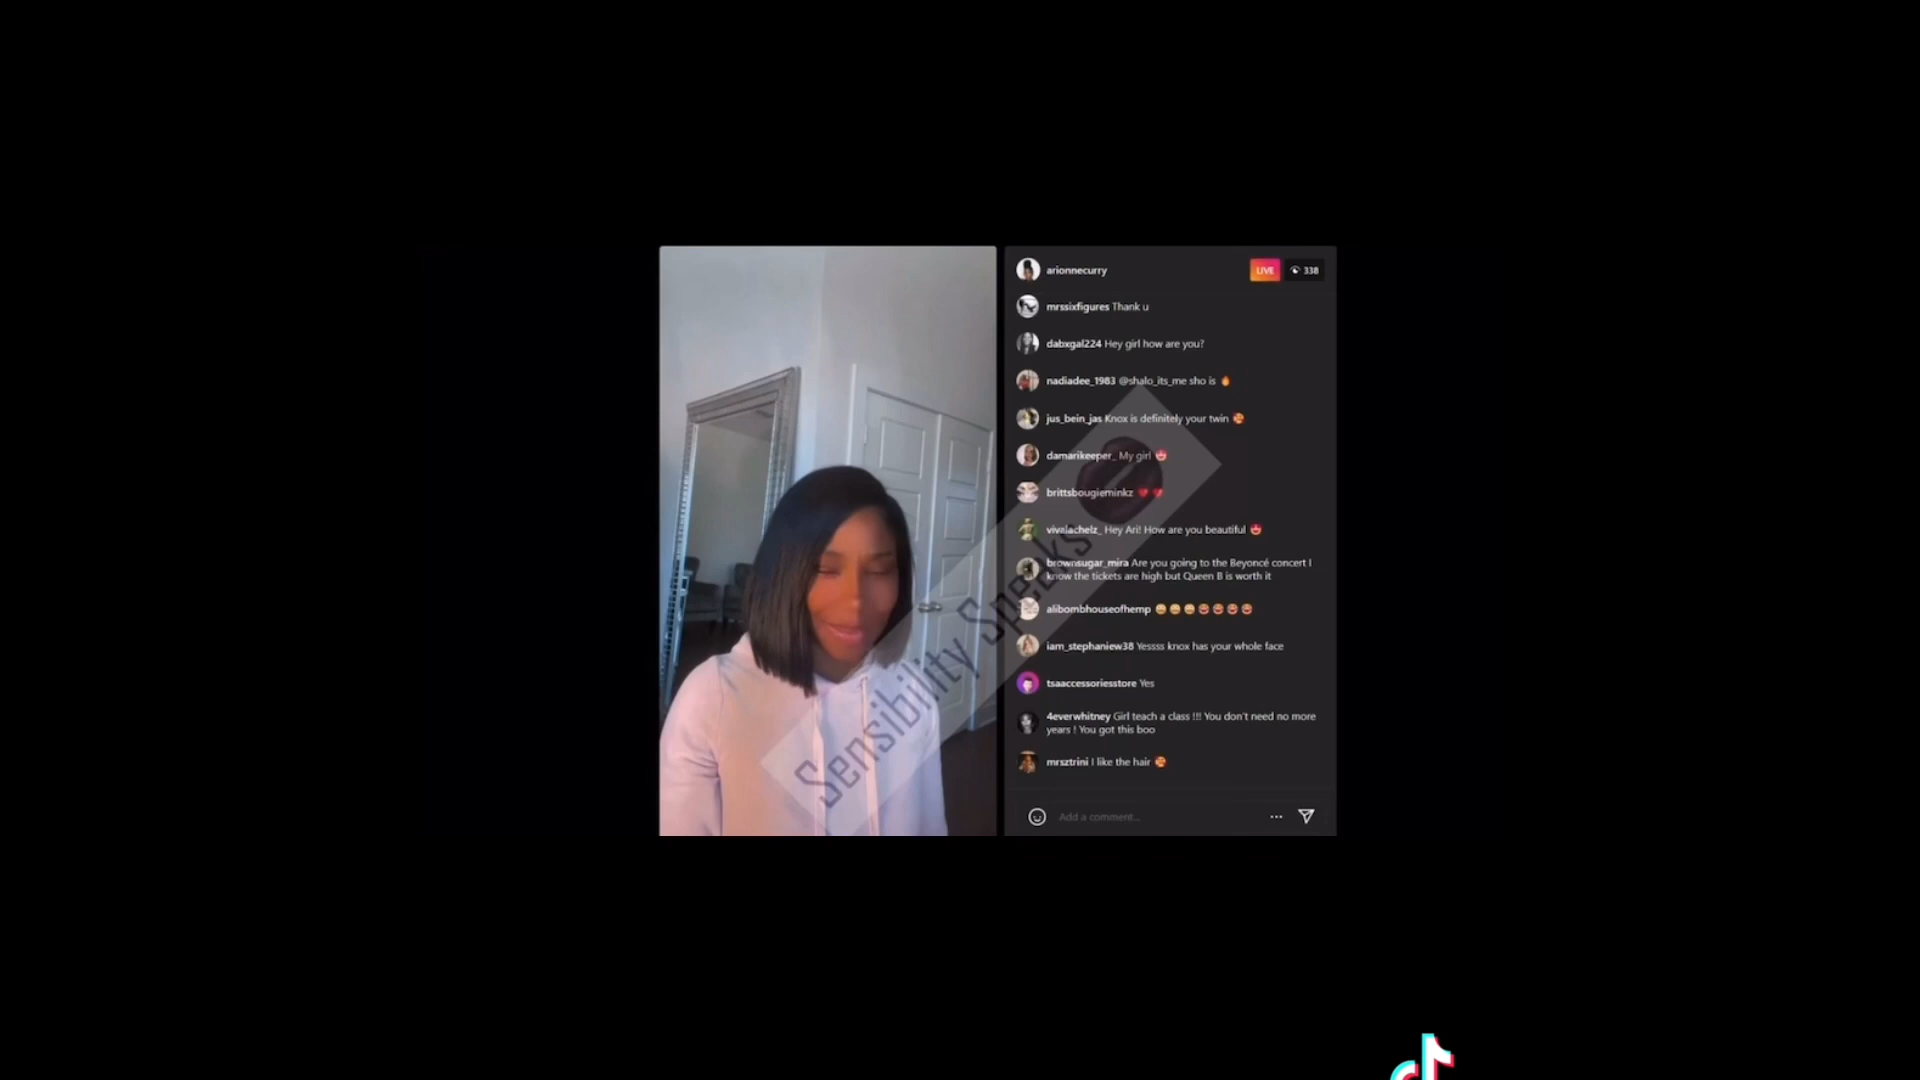 arionnecurry
LIVE 338
mrssixfigures Thank u
dabxgal224 Hey girl how are you?
nadiadee_1983 @shalo_its_me sho is
jus_bein_jas Knox is definitely your twin
damarikeeper_ My girl
brittsbougieminkz
vivalachelz_ Hey Ari! How are you beautiful
brownsugar_mira Are you going to the Beyoncé concert I
know the tickets are high but Queen B is worth it
alibombhouseofhemp
iam_stephaniew38 Yessss knox has your whole face
tsaaccessoriesstore Yes
4everwhitney Girl teach a class !!! You don't need no more
years ! You got this boo
mrsztrini I like the hair
Add a comment...
Sensibility Speaks